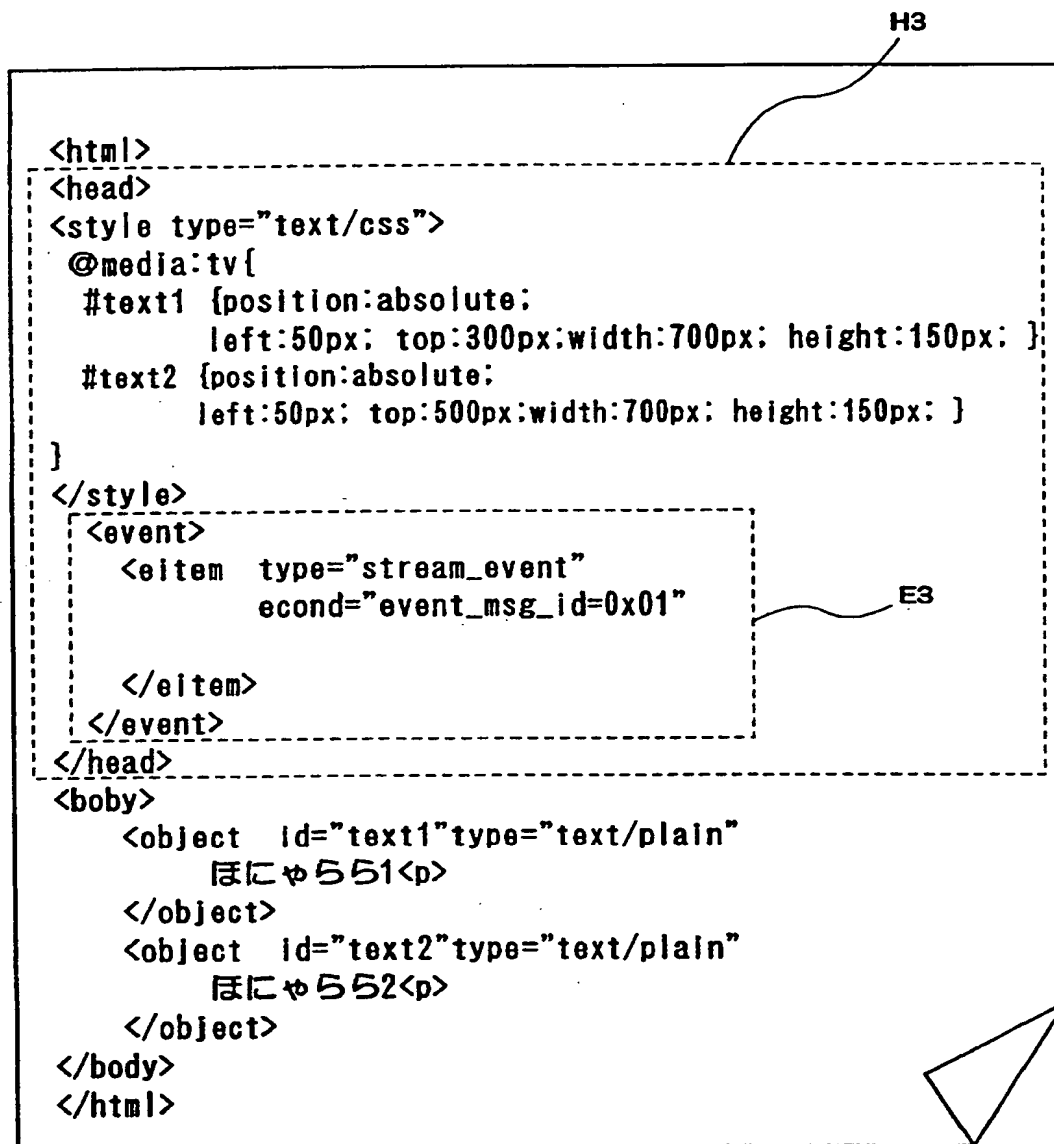 H3
<html>
<head>
<style type="text/css">
@media:tv{
#text1 {position:absolute;
left:50px; top:300px;width:700px; height:150px; }
#text2 {position:absolute;
left:50px; top:500px;width:700px; height:150px; }
}
</style>
<event>
<eitem type="stream_event"
econd="event_msg_id=0x01"
E3
</eitem>
</event>
</head>
<boby>
<object id="text1"type="text/plain"
ほにゃらら1<p>
</object>
<object id="text2"type="text/plain"
ほにゃらら2<p>
</object>
</body>
</html>